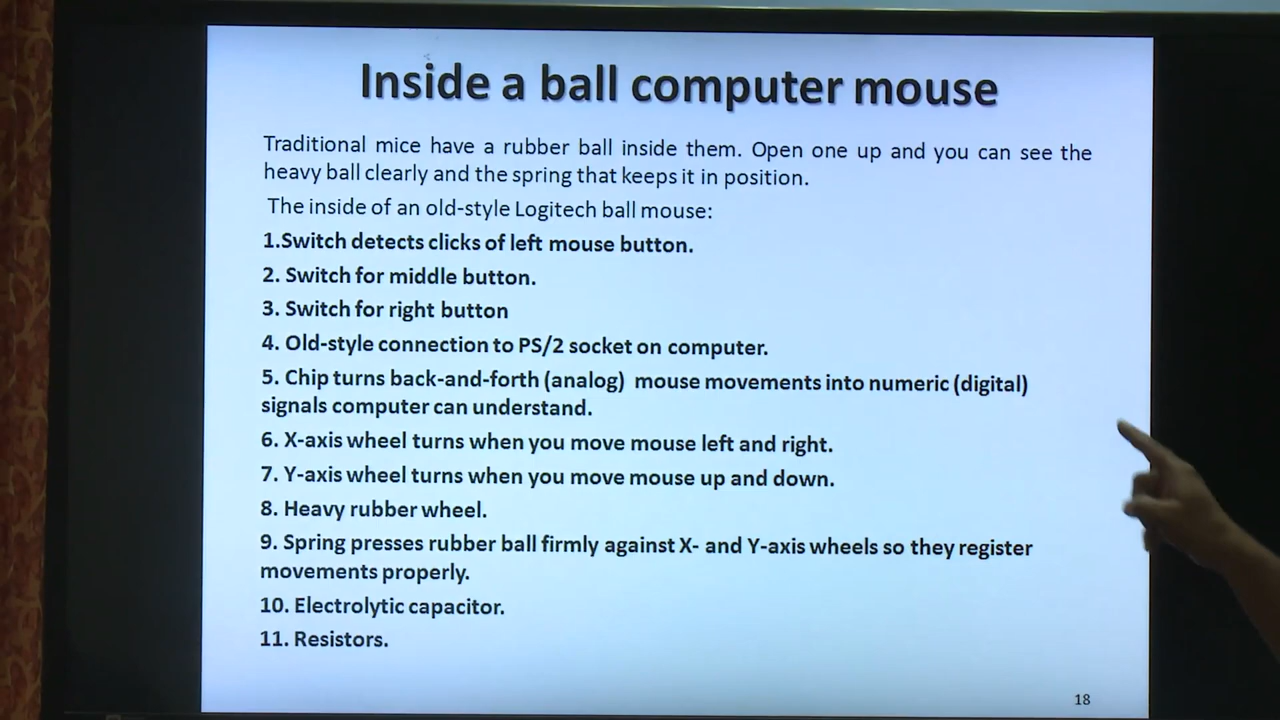 Inside a ball computer mouse
Traditional mice have a rubber ball inside them. Open one up and you can see the
heavy ball clearly and the spring that keeps it in position.
The inside of an old-style Logitech ball mouse:
1.Switch detects clicks of left mouse button.
2. Switch for middle button.
3. Switch for right button
4. Old-style connection to PS/2 socket on computer.
5. Chip turns back-and-forth (analog) mouse movements into numeric (digital)
signals computer can understand.
6. X-axis wheel turns when you move mouse left and right.
7. Y-axis wheel turns when you move mouse up and down.
8. Heavy rubber wheel.
9. Spring presses rubber ball firmly against X- and Y-axis wheels so they register
movements properly.
10. Electrolytic capacitor.
11. Resistors.
18